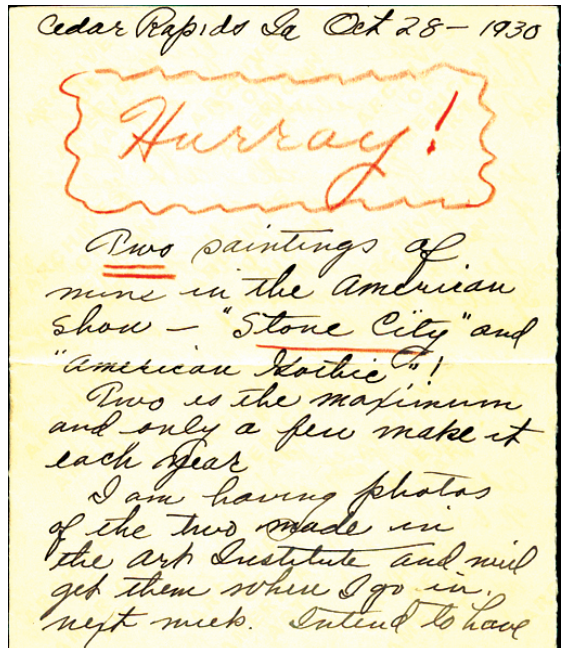 Cedar Rapids Ia Oct 28 - 1930
Hurray!
Two paintings of
mine in the American
show - "Stone City" and
"American Gothic"!
Two is the maximum
and only a few make it
each year
I am having photos
of the two made in
the Art Institute and will
get them when I go in
next week. Intend to have